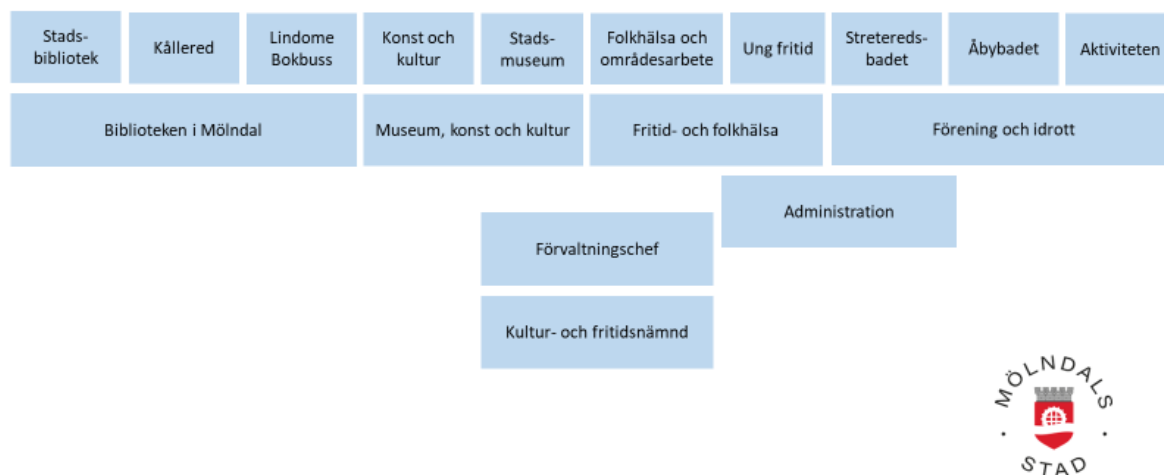 Stads-
bibliotek
Kållered
Lindome
Bokbuss
Konst och
kultur
Stads-
museum
Folkhälsa och
områdesarbete
Ung fritid
Stretereds-
badet
Åbybadet
Aktiviteten
Biblioteken i Mölndal
Museum, konst och kultur
Fritid- och folkhälsa
Förening och idrott
Administration
Förvaltningschef
Kultur- och fritidsnämnd
MÖLNDALS
STAD